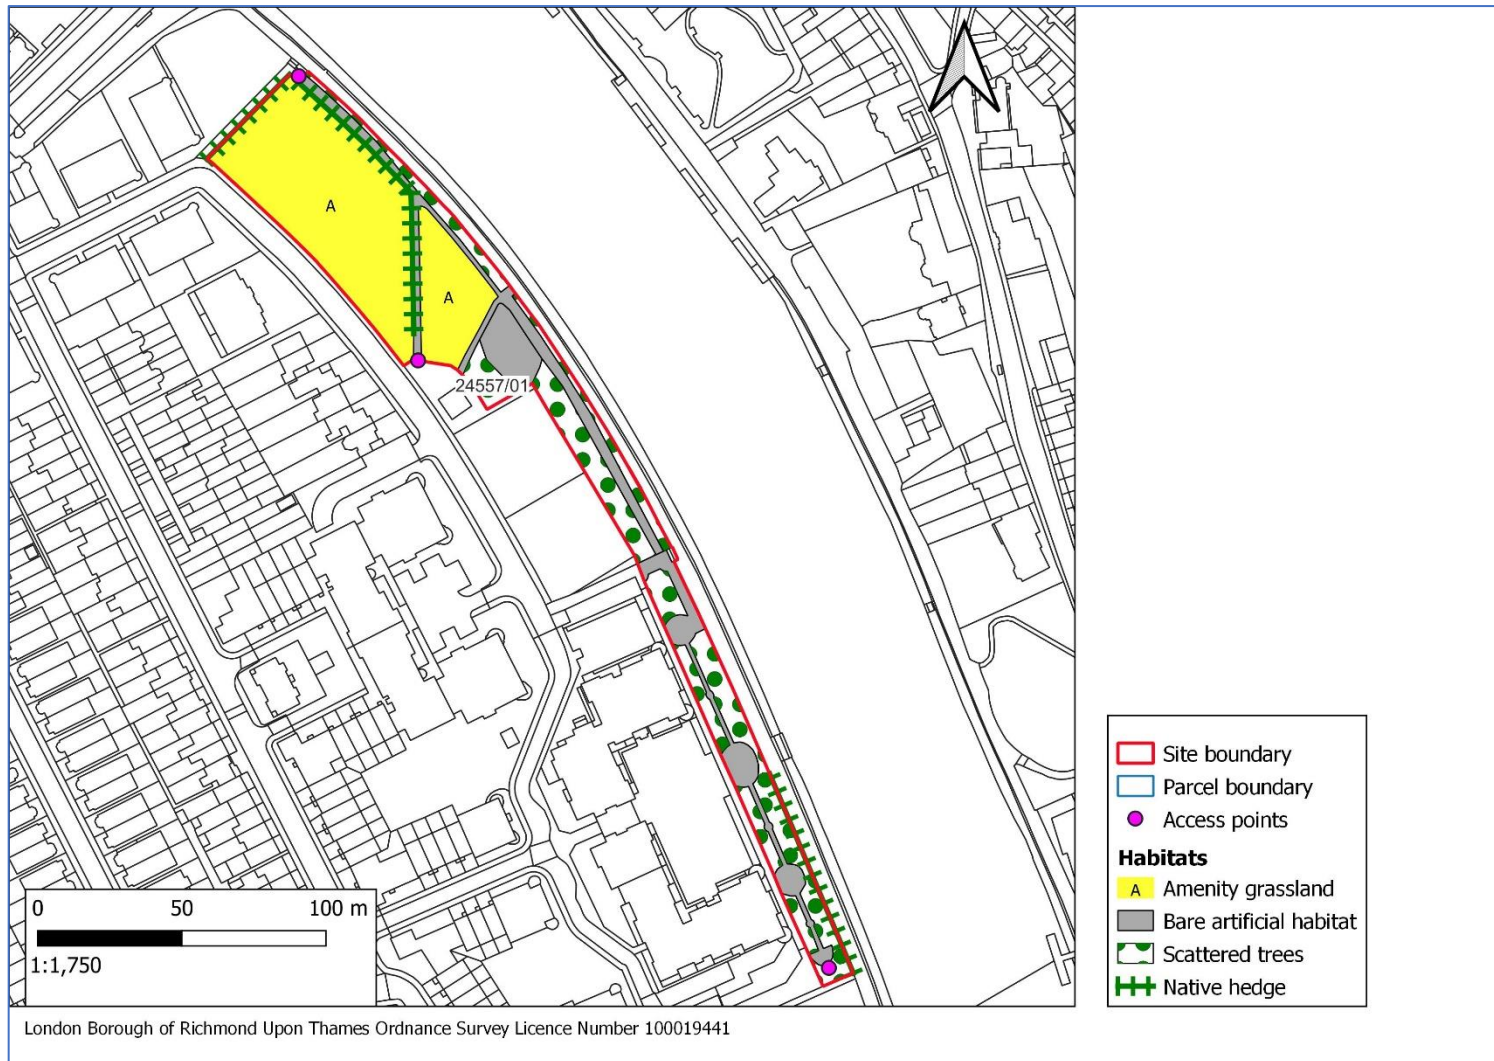 A
A
24557/01
0 50 100 m
1:1,750
Site boundary
Parcel boundary
Access points
Habitats
A Amenity grassland
Bare artificial habitat
Scattered trees
Native hedge
London Borough of Richmond Upon Thames Ordnance Survey Licence Number 100019441